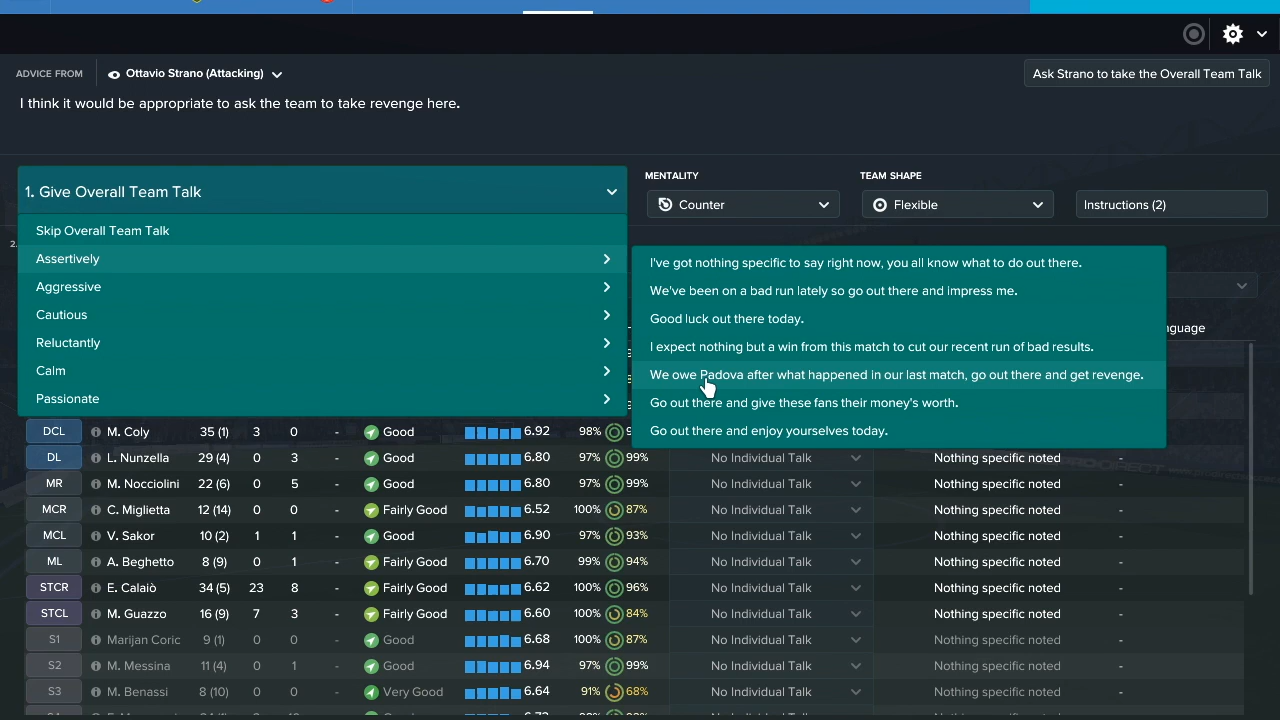 ADVICE FROM Ottavio Strano (Attacking) Ask Strano to take the Overall Team Talk
I think it would be appropriate to ask the team to take revenge here.
1. Give Overall Team Talk
MENTALITY TEAM SHAPE
Counter Flexible Instructions (2)
Skip Overall Team Talk
2.
Assertively
Aggressive
Cautious
Reluctantly
Calm
Passionate
I've got nothing specific to say right now, you all know what to do out there.
We've been on a bad run lately so go out there and impress me.
Good luck out there today.
I expect nothing but a win from this match to cut our recent run of bad results.
We owe Padova after what happened in our last match, go out there and get revenge.
Go out there and give these fans their money's worth.
Go out there and enjoy yourselves today.
DCL M. Coly 35 (1) 3 0 - Good 6.92 98%
DL L. Nunzella 29 (4) 0 3 - Good 6.80 97% 99% No Individual Talk Nothing specific noted -
MR M. Nocciolini 22 (6) 0 5 - Good 6.80 97% 99% No Individual Talk Nothing specific noted -
MCR C. Miglietta 12 (14) 0 0 - Fairly Good 6.52 100% 87% No Individual Talk Nothing specific noted -
MCL V. Sakor 10 (2) 1 1 - Good 6.90 97% 93% No Individual Talk Nothing specific noted -
ML A. Beghetto 8 (9) 0 1 - Fairly Good 6.70 99% 94% No Individual Talk Nothing specific noted -
STCR E. Calaiò 34 (5) 23 8 - Fairly Good 6.62 100% 96% No Individual Talk Nothing specific noted -
STCL M. Guazzo 16 (9) 7 3 - Fairly Good 6.60 100% 84% No Individual Talk Nothing specific noted -
S1 Marijan Coric 9 (1) 0 0 - Good 6.68 100% 87% No Individual Talk Nothing specific noted -
S2 M. Messina 11 (4) 0 1 - Good 6.94 97% 99% No Individual Talk Nothing specific noted -
S3 M. Benassi 8 (10) 0 0 - Very Good 6.64 91% 68% No Individual Talk Nothing specific noted -